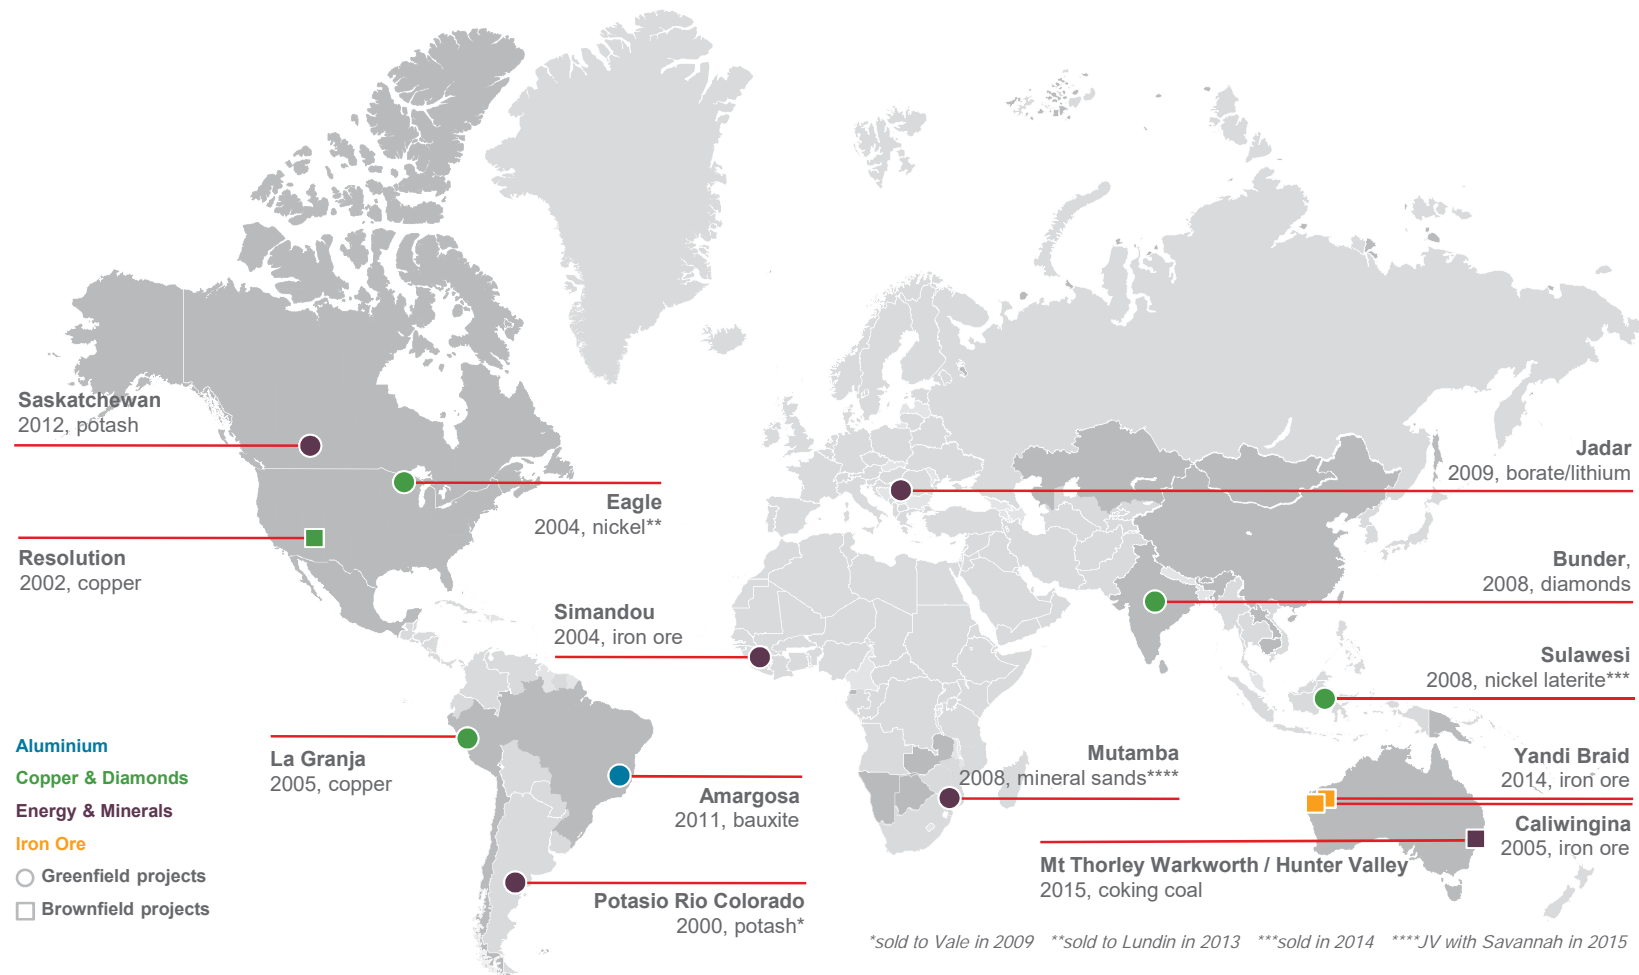 Saskatchewan
2012, potash
Eagle
2004, nickel**
Resolution
2002, copper
Simandou
2004, iron ore
Jadar
2009, borate/lithium
Bunder,
2008, diamonds
Sulawesi
2008, nickel laterite***
La Granja
2005, copper
Amargosa
2011, bauxite
Potasio Rio Colorado
2000, potash*
Mutamba
2008, mineral sands****
Yandi Braid
2014, iron ore
Caliwingina
2005, iron ore
Mt Thorley Warkworth / Hunter Valley
2015, coking coal
Aluminium
Copper & Diamonds
Energy & Minerals
Iron Ore
Greenfield projects
Brownfield projects
*sold to Vale in 2009 **sold to Lundin in 2013 ***sold in 2014 ****JV with Savannah in 2015